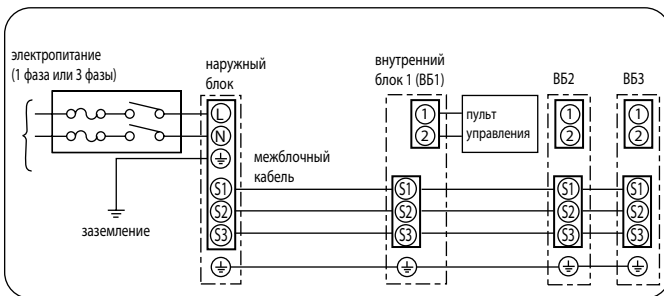 электропитание
(1 фаза или 3 фазы)
наружный
блок
внутренний
блок 1 (ВБ1)
ВБ2
ВБ3
L
N
1
2
пульт
управления
1
2
1
2
межблочный
кабель
заземление
S1
S2
S3
S1
S2
S3
S1
S2
S3
S1
S2
S3